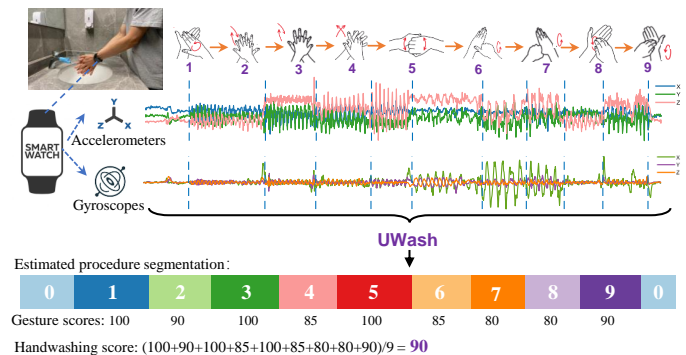 1 2 3 4 5 6 7 8 9
Y
Z X
SMART
WATCH
Accelerometers
X
Y
Z
Gyroscopes
X
Y
Z
UWash
Estimated procedure segmentation:
0 1 2 3 4 5 6 7 8 9 0
Gesture scores: 100 90 100 85 100 85 80 80 90
Handwashing score: (100+90+100+85+100+85+80+80+90)/9 = 90